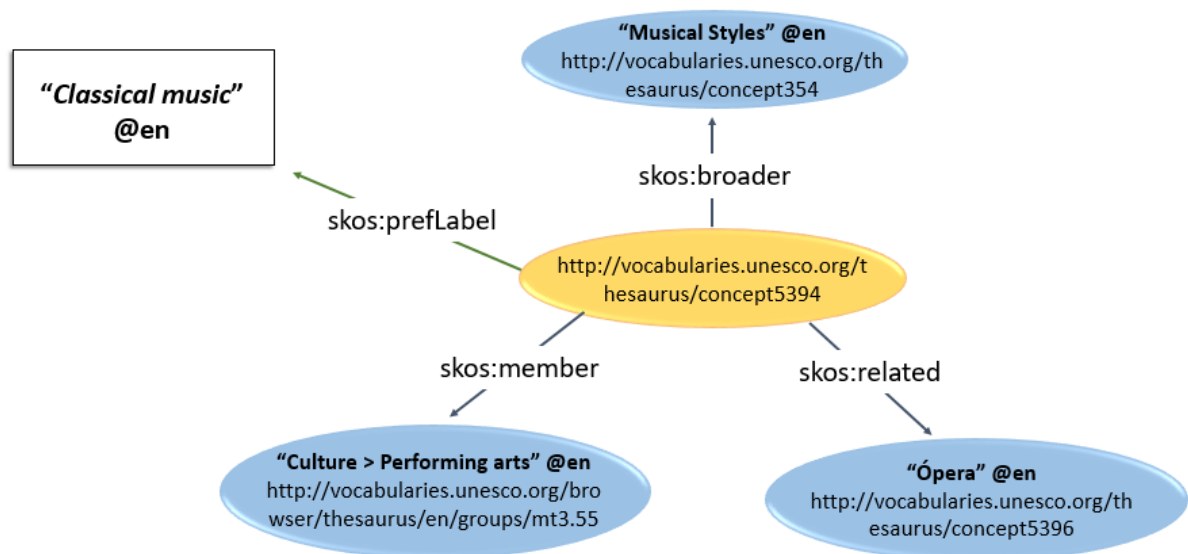 “Musical Styles” @en
http://vocabularies.unesco.org/th
esaurus/concept354
“Classical music”
@en
skos:broader
skos:prefLabel
http://vocabularies.unesco.org/t
hesaurus/concept5394
skos:member
skos:related
“Culture > Performing arts” @en
http://vocabularies.unesco.org/bro
wser/thesaurus/en/groups/mt3.55
“Ópera” @en
http://vocabularies.unesco.org/th
esaurus/concept5396